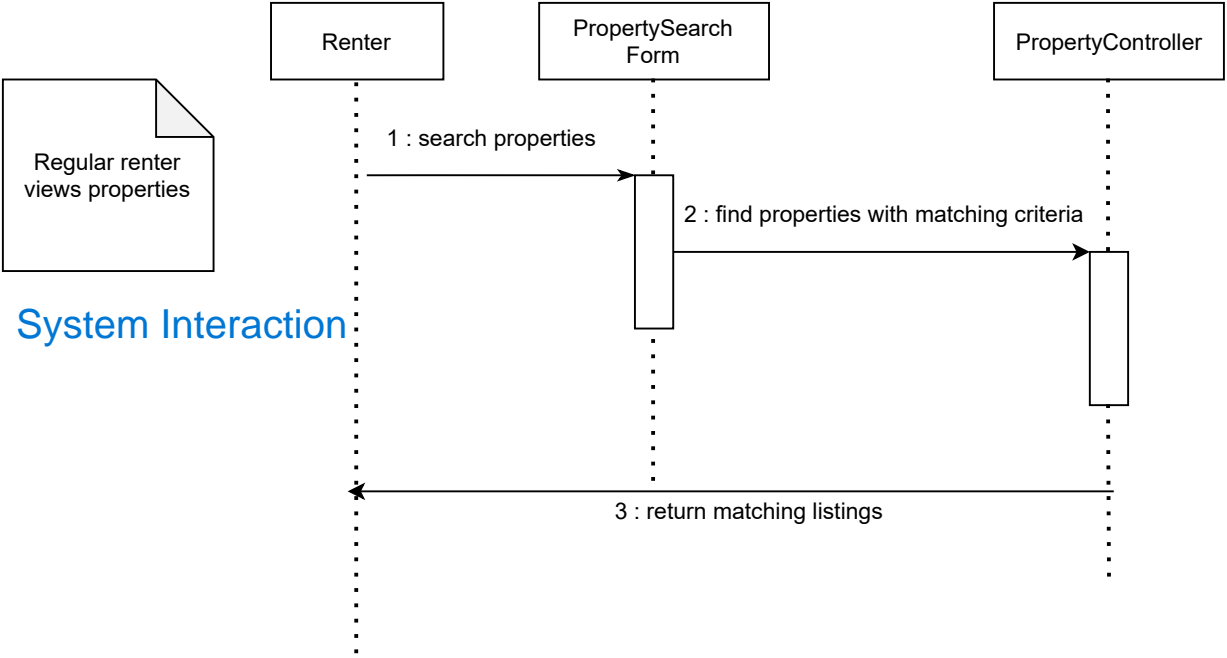 Renter
PropertySearch
Form
PropertyController
1 : search properties
Regular renter
views properties
2 : find properties with matching criteria
System Interaction
3 : return matching listings